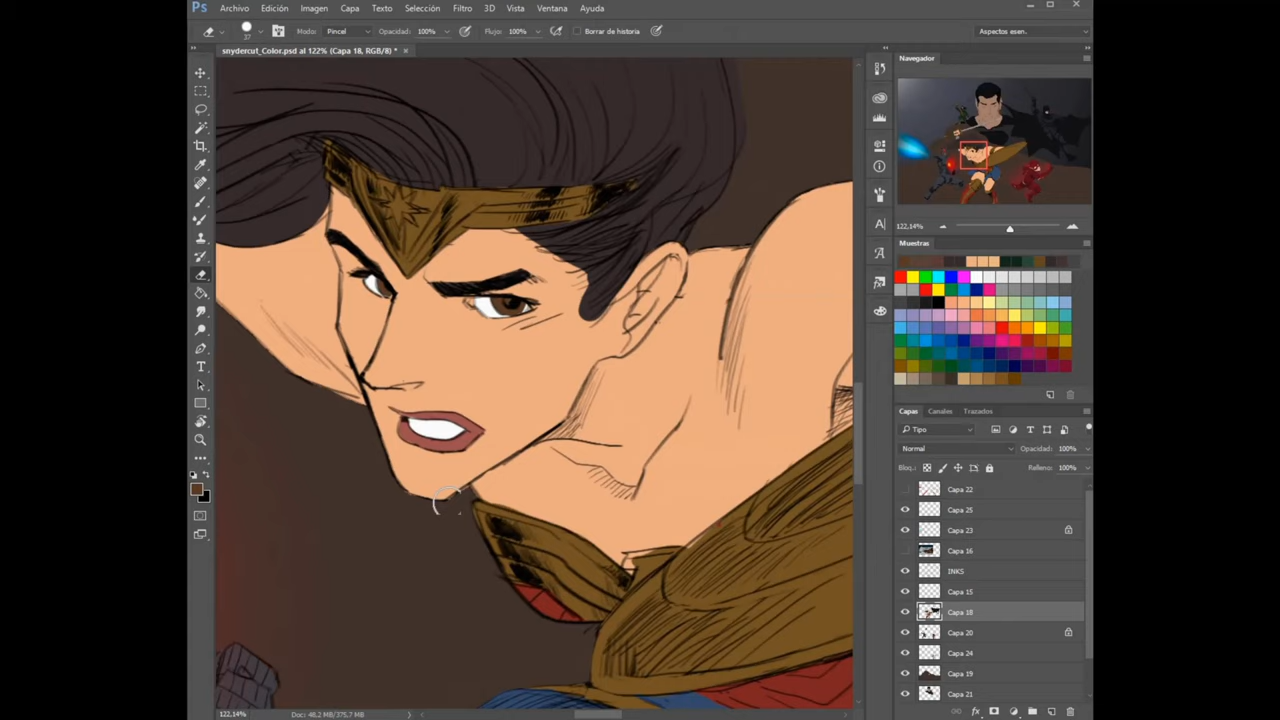 Ps Archivo Edición Imagen Capa Texto Selección Filtro 3D Vista Ventana Ayuda
37 Modo: Pincel Opacidad: 100% Flujo: 100% Borrar de historia Aspectos esen.
snydercut_Color.psd al 122% (Capa 18, RGB/8) *
Navegador
122,14%
Muestras
Capas Canales Trazados
Tipo
Normal Opacidad: 100%
Bloq.: Relleno: 100%
Capa 22
Capa 25
Capa 23
Capa 16
INKS
Capa 15
Capa 18
Capa 20
Capa 24
Capa 19
Capa 21
122,14% Doc: 48,2 MB/375,7 MB